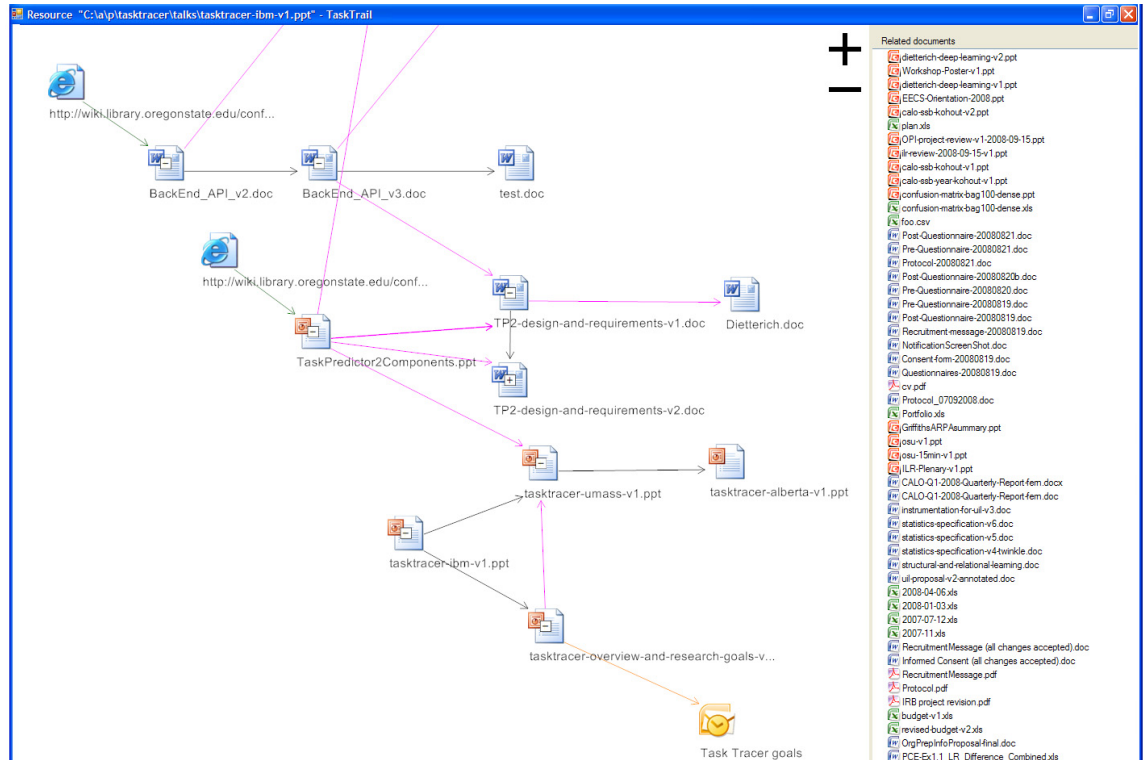 Resource "C:\a\p\tasktracer\talks\tasktracer-ibm-v1.ppt" - TaskTrail
http://wiki.library.oregonstate.edu/conf...
BackEnd_API_v2.doc
BackEnd_API_v3.doc
test.doc
http://wiki.library.oregonstate.edu/conf...
TP2-design-and-requirements-v1.doc
Dietterich.doc
TaskPredictor2Components.ppt
TP2-design-and-requirements-v2.doc
tasktracer-umass-v1.ppt
tasktracer-alberta-v1.ppt
tasktracer-ibm-v1.ppt
tasktracer-overview-and-research-goals-v...
Task Tracer goals
Related documents
dietterich-deep-learning-v2.ppt
Workshop-Poster-v1.ppt
dietterich-deep-learning-v1.ppt
EECS-Orientation-2008.ppt
calo-ssb-kohout-v2.ppt
plan.xls
OPI-project-review-v1-2008-09-15.ppt
ilr-review-2008-09-15-v1.ppt
calo-ssb-kohout-v1.ppt
calo-ssb-year-kohout-v1.ppt
confusion-matrix-bag100-dense.ppt
confusion-matrix-bag100-dense.xls
foo.csv
Post-Questionnaire-20080821.doc
Pre-Questionnaire-20080821.doc
Protocol-20080821.doc
Post-Questionnaire-20080820b.doc
Pre-Questionnaire-20080820.doc
Pre-Questionnaire-20080819.doc
Post-Questionnaire-20080819.doc
Recruitment-message-20080819.doc
NotificationScreenShot.doc
Consent-form-20080819.doc
Questionnaires-20080819.doc
cv.pdf
Protocol_07092008.doc
Portfolio.xls
GriffithsARPAsummary.ppt
osu-v1.ppt
osu-15min-v1.ppt
ILR-Plenary-v1.ppt
CALO-Q1-2008-Quarterly-Report-fern.docx
CALO-Q1-2008-Quarterly-Report-fern.doc
instrumentation-for-uil-v3.doc
statistics-specification-v6.doc
statistics-specification-v5.doc
statistics-specification-v4-twinkle.doc
structural-and-relational-learning.doc
uil-proposal-v2-annotated.doc
2008-04-06.xls
2008-01-03.xls
2007-07-12.xls
2007-11.xls
RecruitmentMessage (all changes accepted).doc
Informed Consent (all changes accepted).doc
RecruitmentMessage.pdf
Protocol.pdf
IRB project revision.pdf
budget-v1.xls
revised-budget-v2.xls
OrgPrepInfoProposal-final.doc
PCE-Ex1.1_LR_Difference_Combined.xls